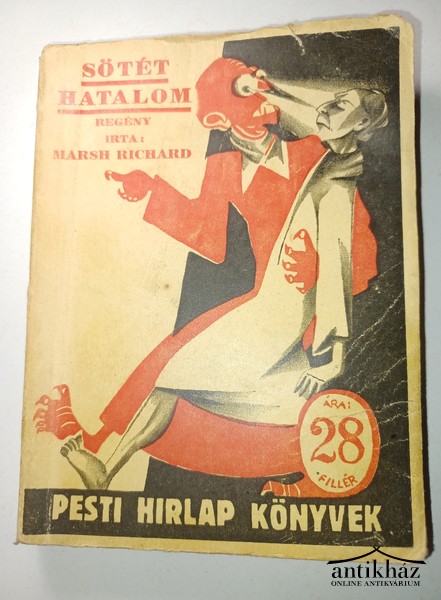 SÖTÉT
HATALOM
REGÉNY
IRTA:
MARSH RICHARD
ÁRA:
28
FILLÉR
PESTI HIRLAP KÖNYVEK
antikház
ONLINE ANTIKVÁRIUM